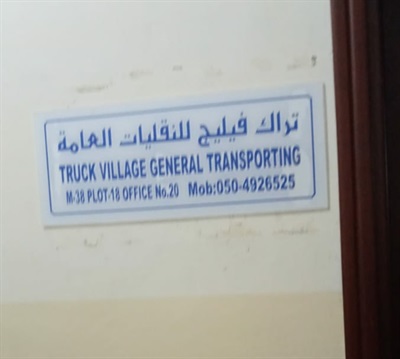 تراك فيليج للنقليات العامة
TRUCK VILLAGE GENERAL TRANSPORTING
M-38 PLOT-18 OFFICE No.20 Mob:050-4926525